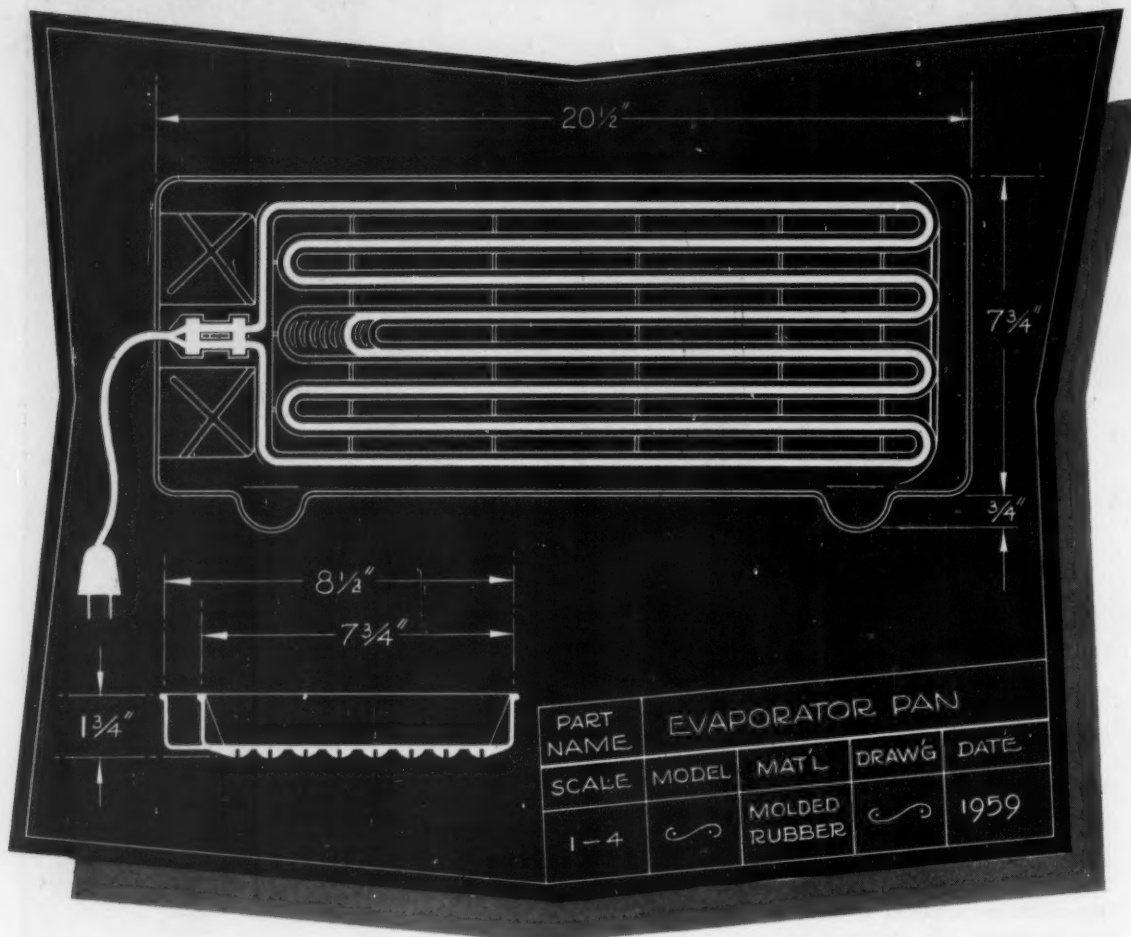 20½"
7¾"
¾"
8½"
7¾"
1¾"
PART NAME
EVAPORATOR PAN
SCALE MODEL MAT'L DRAW'G DATE
1-4 MOLDED RUBBER 1959